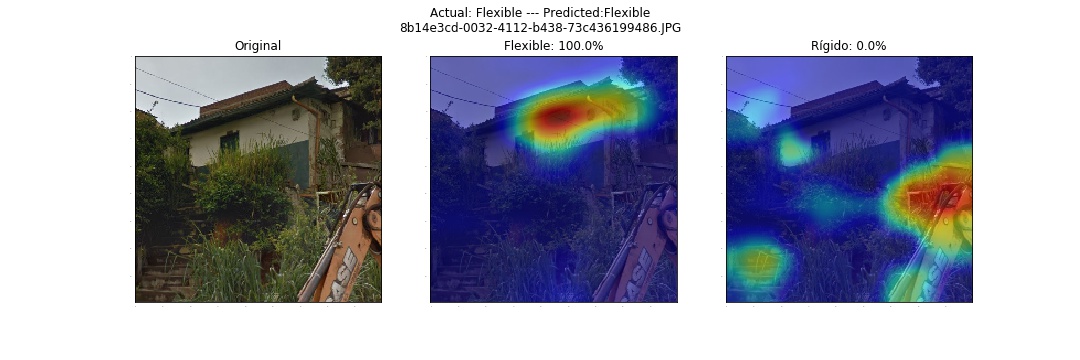 Actual: Flexible --- Predicted:Flexible
8b14e3cd-0032-4112-b438-73c436199486.JPG
Original
Flexible: 100.0%
Rígido: 0.0%
CASE
CASE
CASE